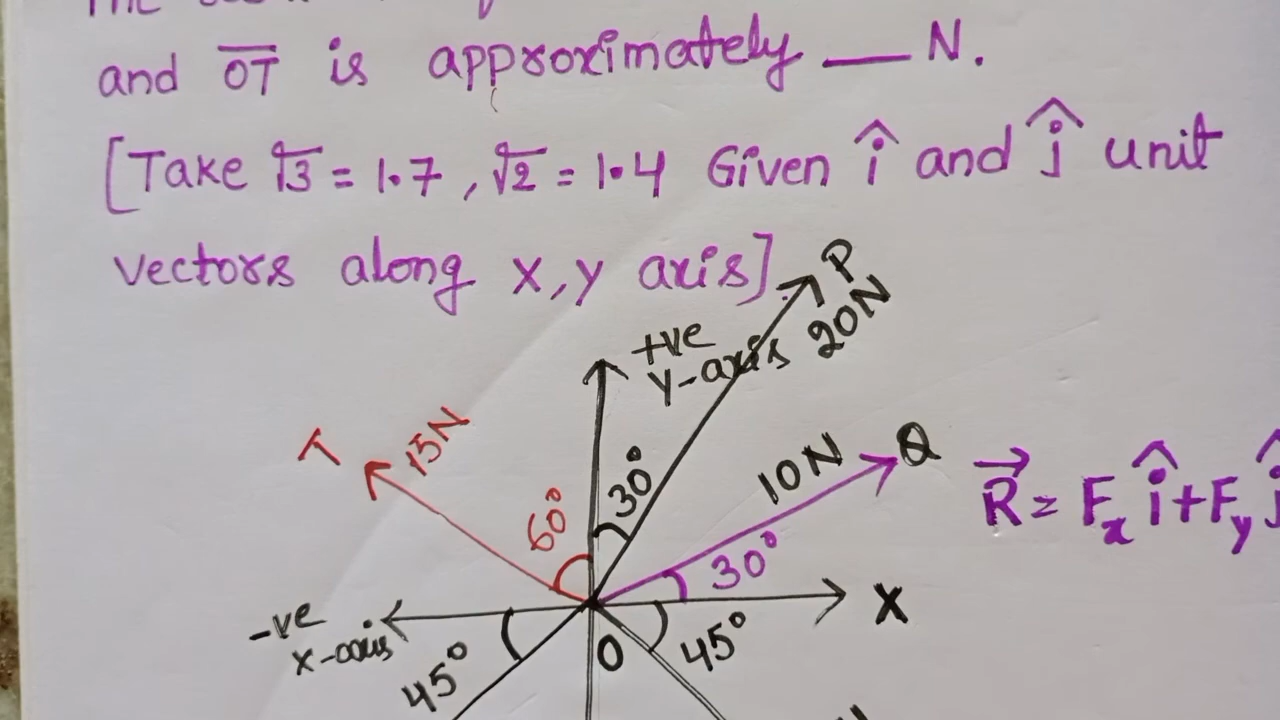 and OT is approximately __ N.
[Take √3 = 1.7, √2 = 1.4 Given î and ĵ unit
vectors along x, y axis].
P
20N
+ve
y-axis
T
15N
60°
30°
10N
Q
30°
R = Fx î + Fy ĵ
-ve
x-axis
X
45°
O
45°